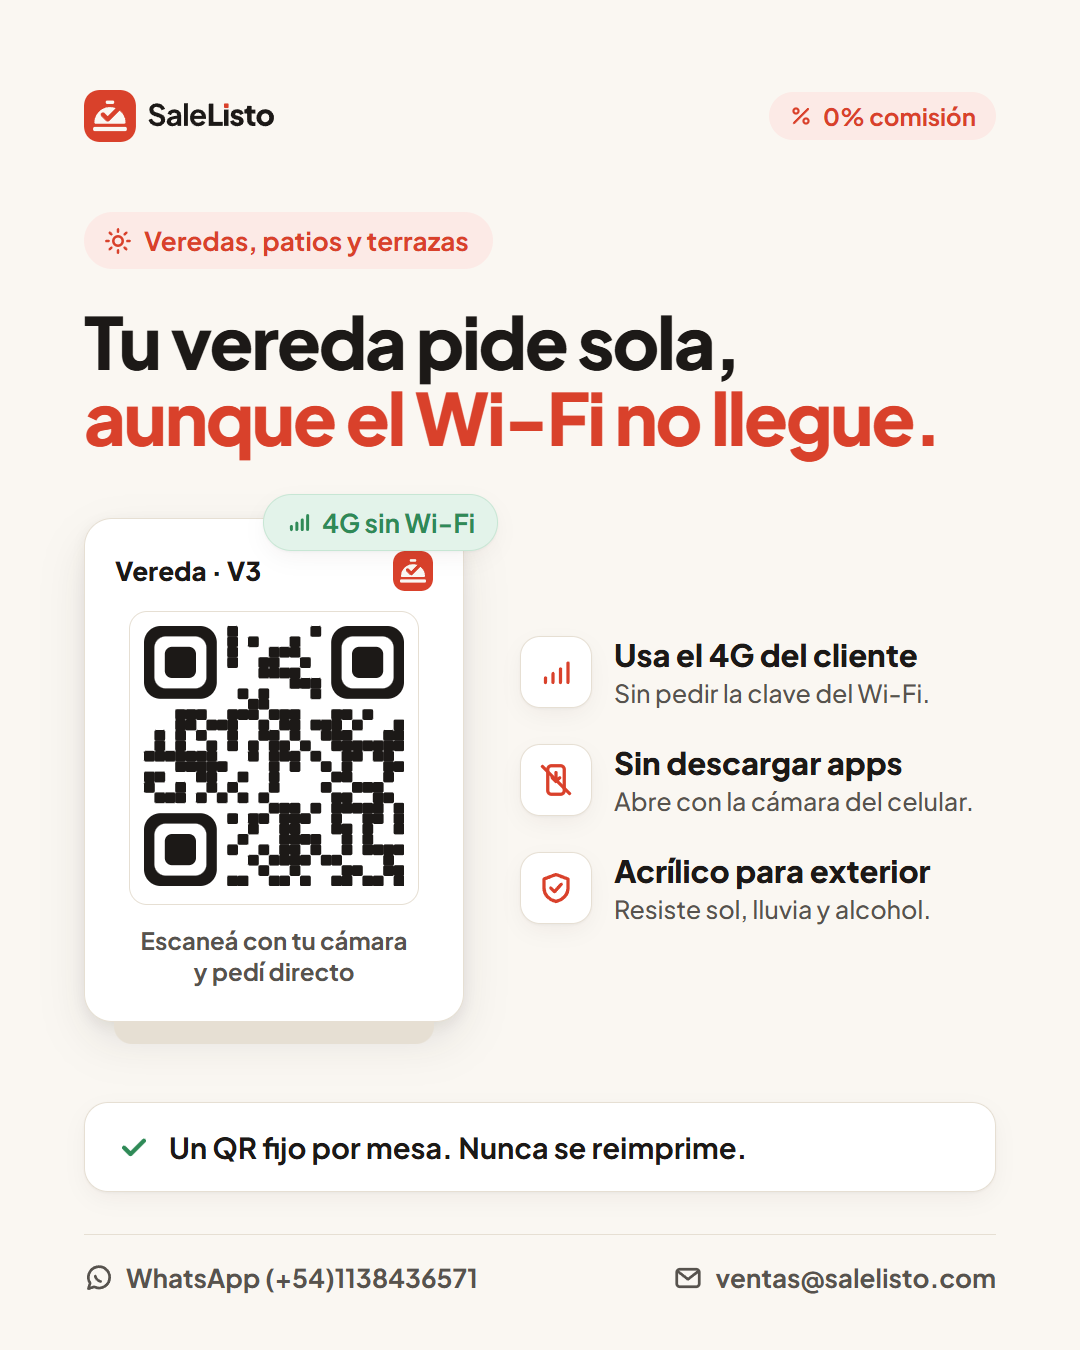 SaleListo
0% comisión
Veredas, patios y terrazas
Tu vereda pide sola,
aunque el Wi-Fi no llegue.
4G sin Wi-Fi
Vereda · V3
Escaneá con tu cámara
y pedí directo
Usa el 4G del cliente
Sin pedir la clave del Wi-Fi.
Sin descargar apps
Abre con la cámara del celular.
Acrílico para exterior
Resiste sol, lluvia y alcohol.
Un QR fijo por mesa. Nunca se reimprime.
WhatsApp (+54)1138436571
ventas@salelisto.com